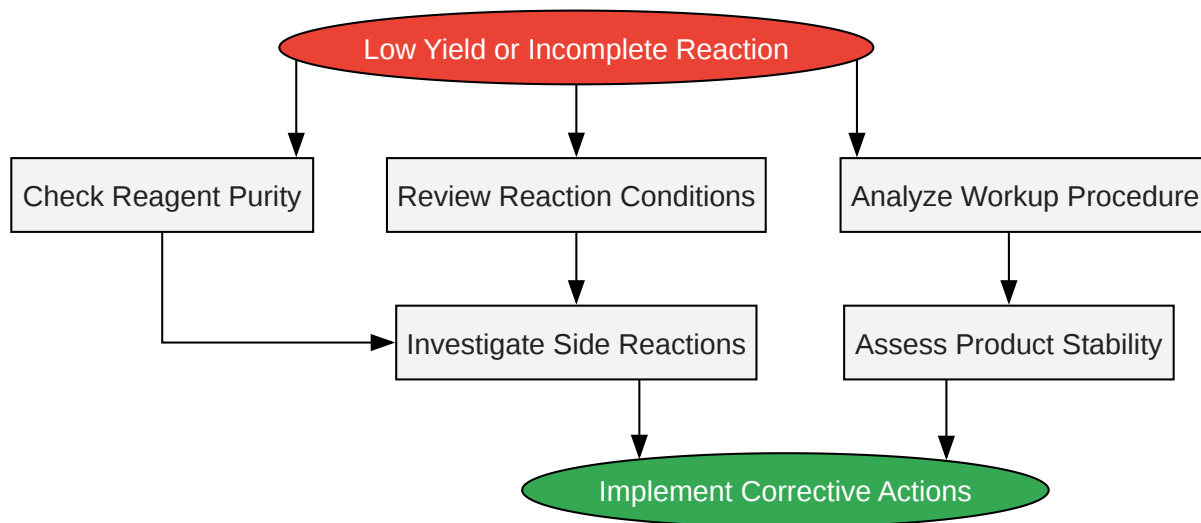 Low Yield or Incomplete Reaction
Check Reagent Purity
Review Reaction Conditions
Analyze Workup Procedure
Investigate Side Reactions
Assess Product Stability
Implement Corrective Actions